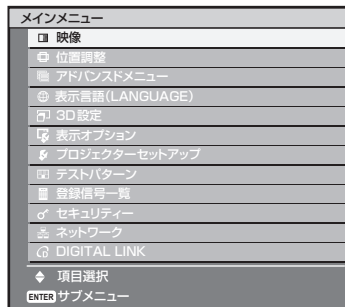 メインメニュー
映像
位置調整
アドバンスドメニュー
表示言語(LANGUAGE)
3D設定
表示オプション
プロジェクターセットアップ
テストパターン
登録信号一覧
セキュリティー
ネットワーク
DIGITAL LINK
項目選択
ENTER サブメニュー